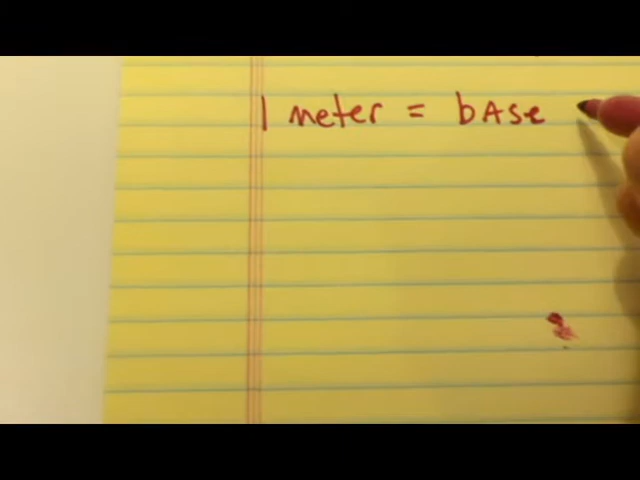 1 meter = bAse